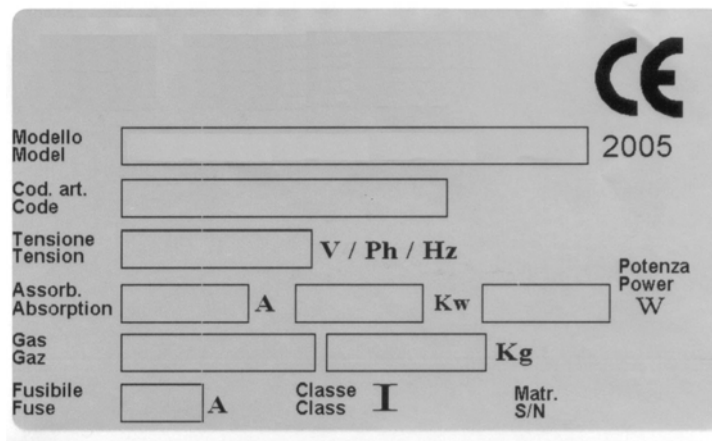 CE
Modello
Model
2005
Cod. art.
Code
Tensione
Tension
V / Ph / Hz
Potenza
Power
Assorb.
Absorption
A
Kw
W
Gas
Gaz
Kg
Fusibile
Fuse
A
Classe
Class
I
Matr.
S/N